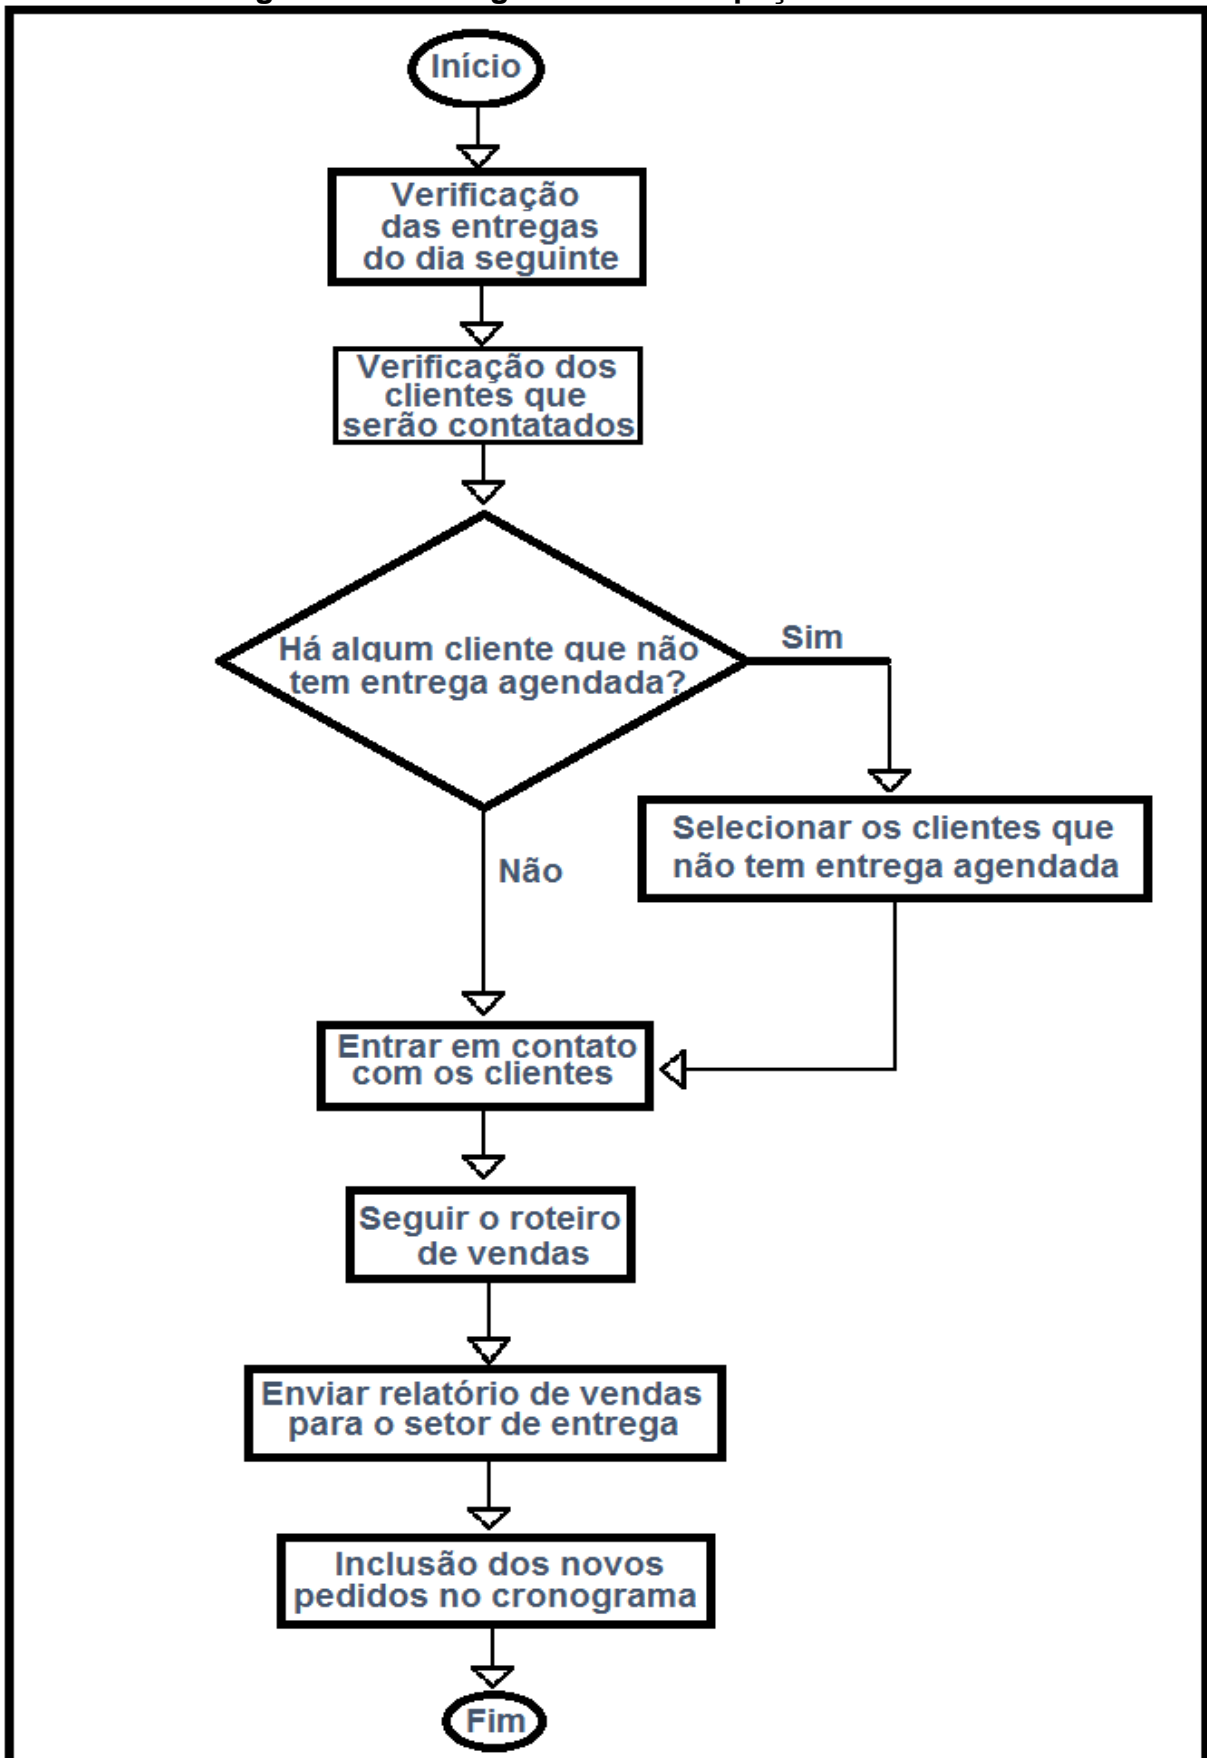 Início
Verificação
das entregas
do dia seguinte
Verificação dos
clientes que
serão contatados
Há algum cliente que não
tem entrega agendada?
Sim
Selecionar os clientes que
não tem entrega agendada
Não
Entrar em contato
com os clientes
Seguir o roteiro
de vendas
Enviar relatório de vendas
para o setor de entrega
Inclusão dos novos
pedidos no cronograma
Fim